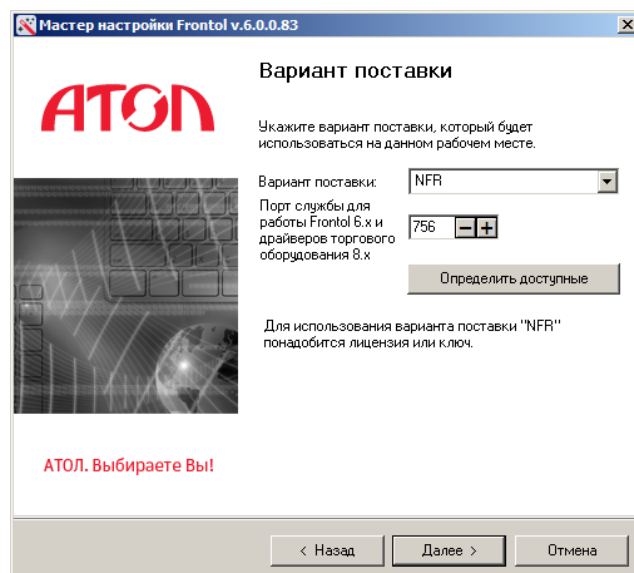 Мастер настройки Frontol v.6.0.0.83
АТОЛ
Вариант поставки
Укажите вариант поставки, который будет
использоваться на данном рабочем месте.
Вариант поставки:
NFR
Порт службы для
работы Frontol 6.x и
драйверов торгового
оборудования 8.x
756
Определить доступные
Для использования варианта поставки "NFR"
понадобится лицензия или ключ.
АТОЛ. Выбираете Вы!
< Назад
Далее >
Отмена